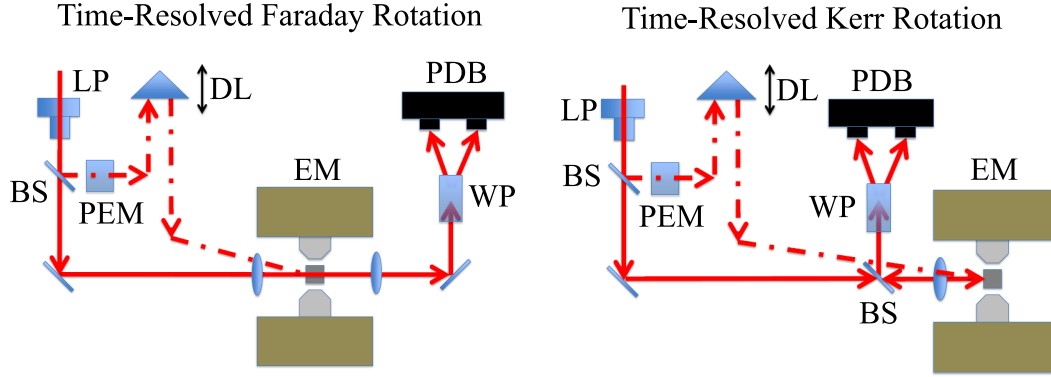 Time-Resolved Faraday Rotation
LP
DL
PDB
BS
PEM
EM
WP
Time-Resolved Kerr Rotation
LP
DL
PDB
BS
PEM
WP
EM
BS